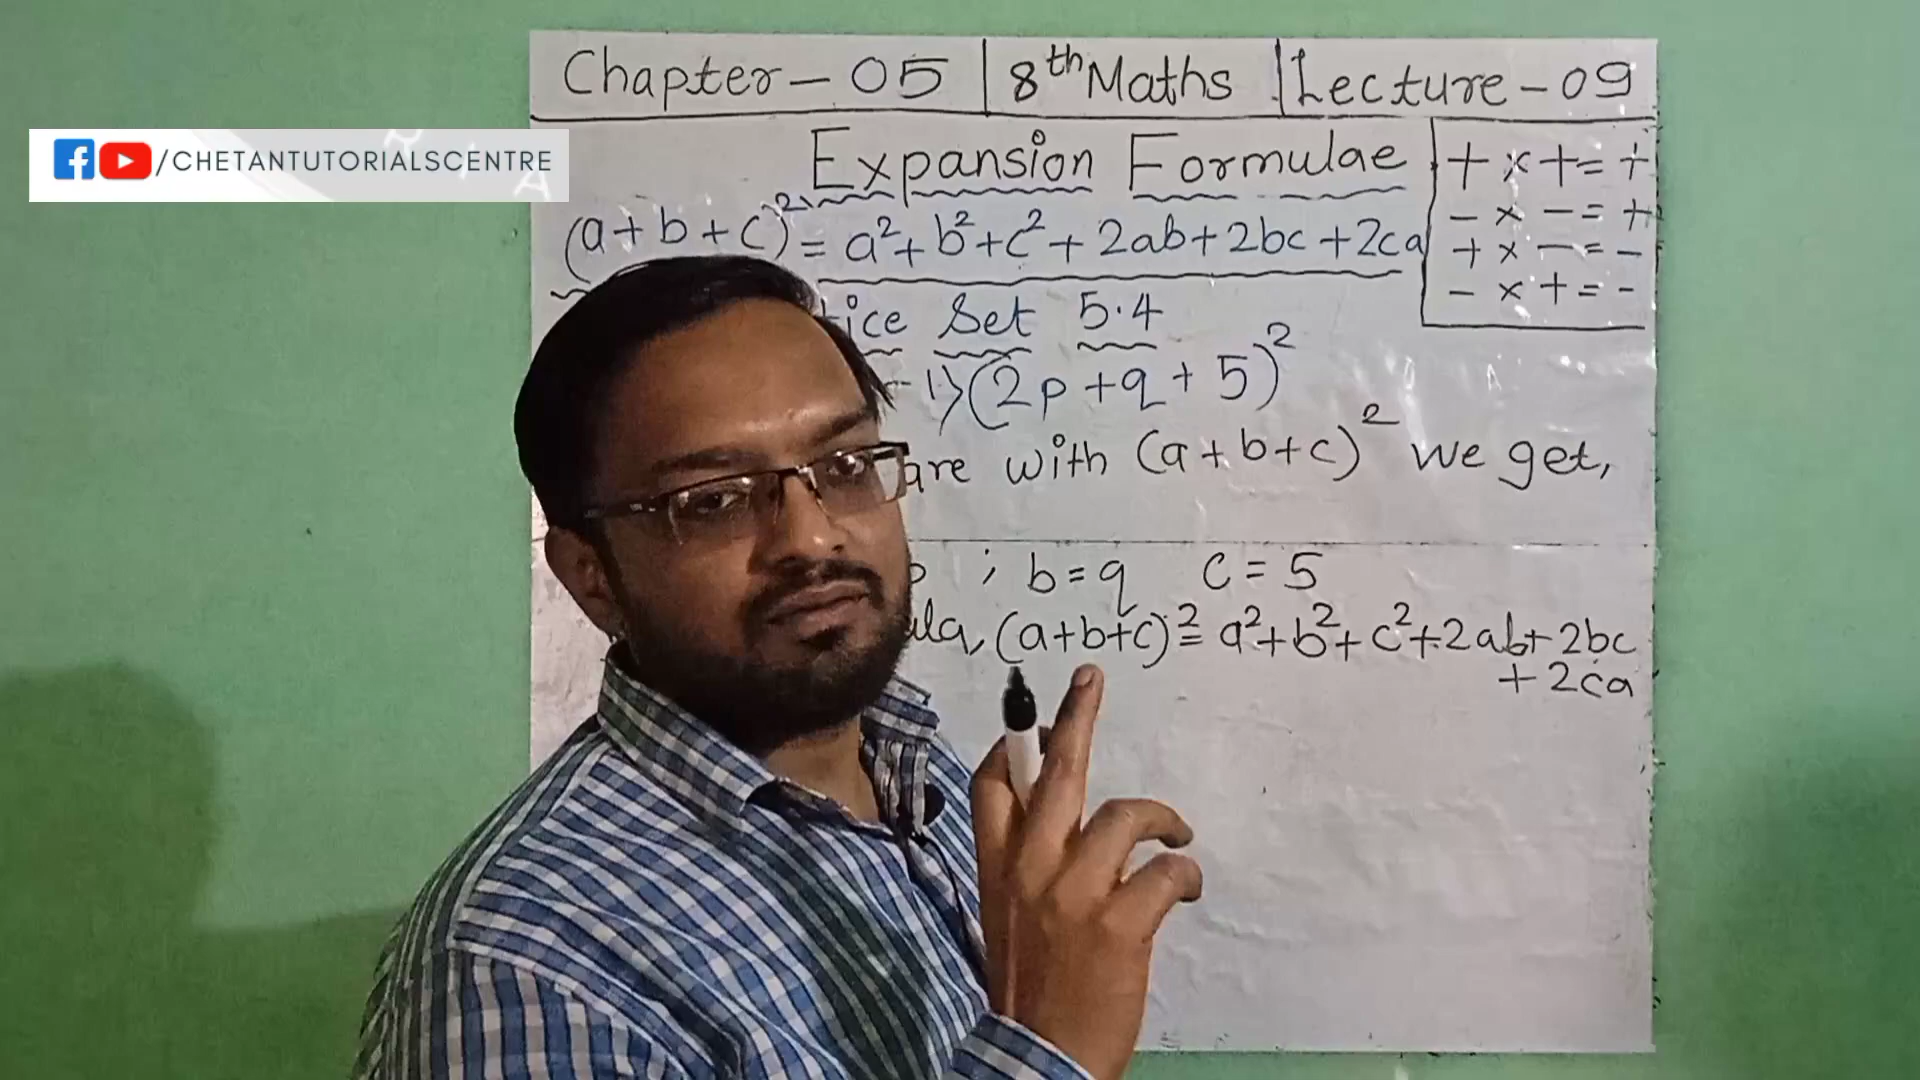 Chapter - 05 | 8th Maths | Lecture - 09
/CHETANTUTORIALSCENTRE
Expansion Formulae
(a+b+c)² = a²+b²+c²+2ab+2bc+2ca
+ × + = +
- × - = +
+ × - = -
- × + = -
Set 5.4
1) (2p+q+5)²
with (a+b+c)² we get,
; b=q c=5
(a+b+c)² = a²+b²+c²+2ab+2bc
+2ca